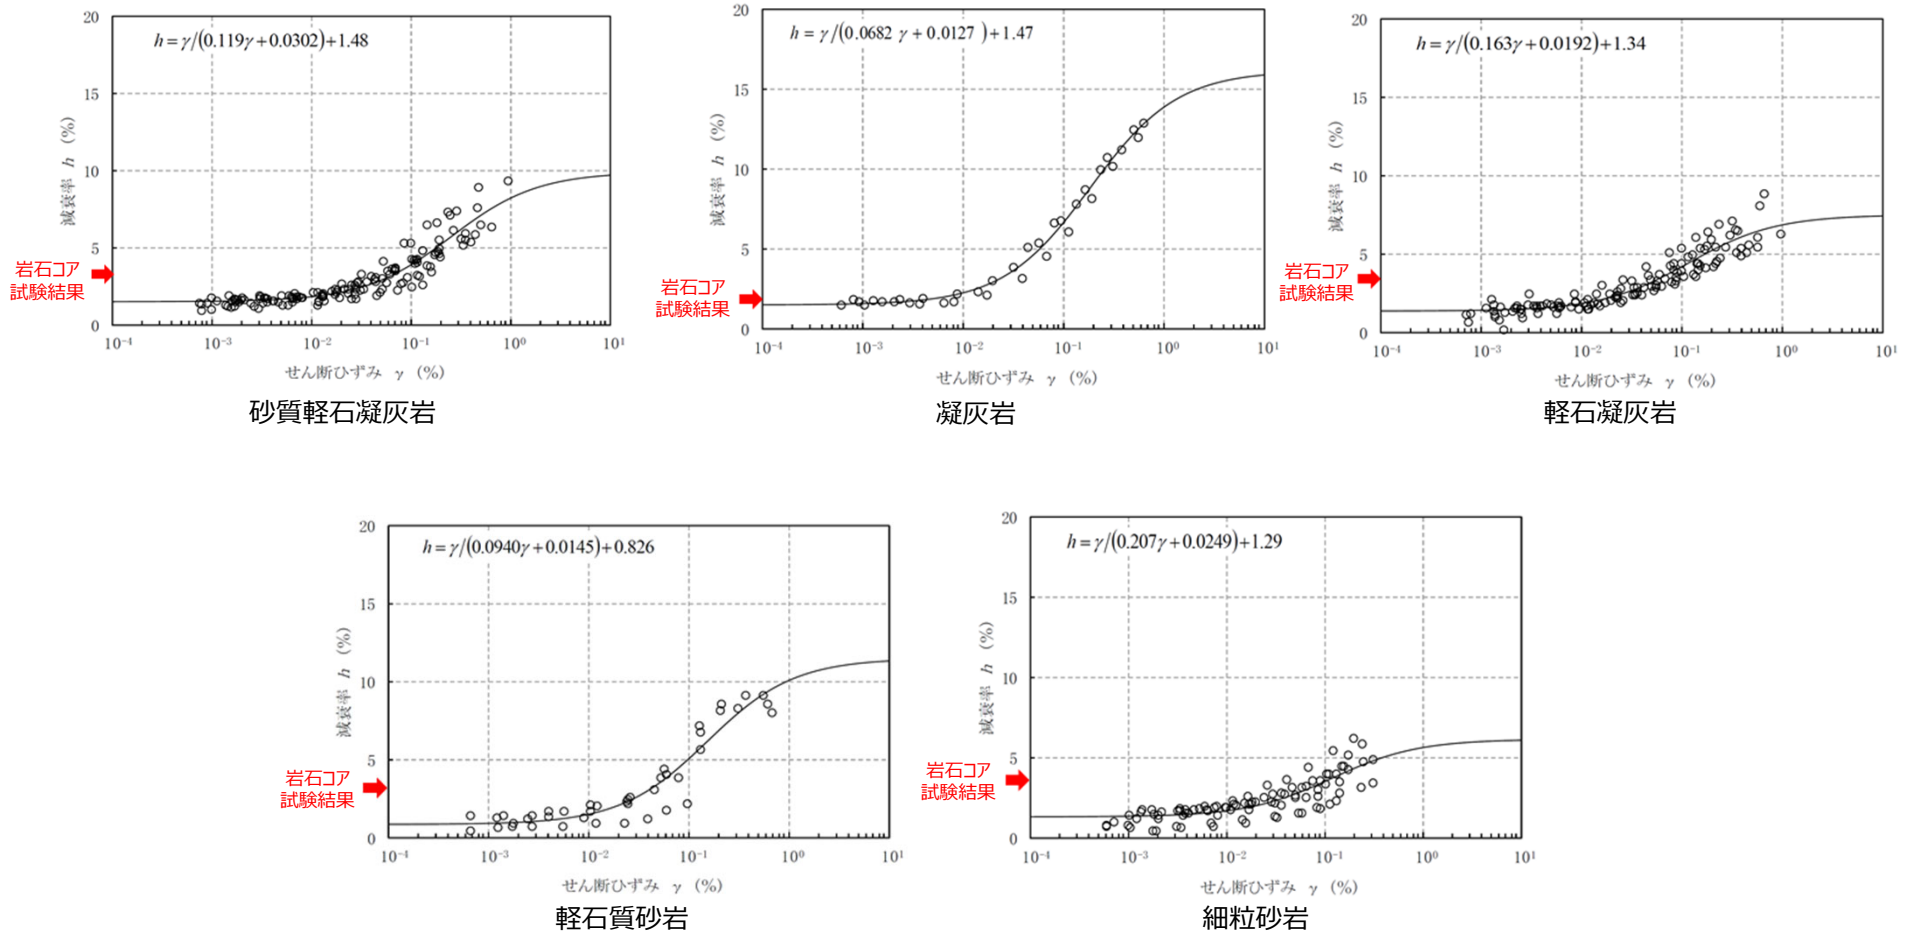 h=γ/(0.119γ+0.0302)+1.48
20
15
10
5
0
減衰率 h (%)
岩石コア
試験結果
10⁻⁴ 10⁻³ 10⁻² 10⁻¹ 10⁰ 10¹
せん断ひずみ γ (%)
砂質軽石凝灰岩
h=γ/(0.0682 γ+0.0127 )+1.47
20
15
10
5
0
減衰率 h (%)
岩石コア
試験結果
10⁻⁴ 10⁻³ 10⁻² 10⁻¹ 10⁰ 10¹
せん断ひずみ γ (%)
凝灰岩
h=γ/(0.163γ+0.0192)+1.34
20
15
10
5
0
減衰率 h (%)
岩石コア
試験結果
10⁻⁴ 10⁻³ 10⁻² 10⁻¹ 10⁰ 10¹
せん断ひずみ γ (%)
軽石凝灰岩
h=γ/(0.0940γ+0.0145)+0.826
20
15
10
5
0
減衰率 h (%)
岩石コア
試験結果
10⁻⁴ 10⁻³ 10⁻² 10⁻¹ 10⁰ 10¹
せん断ひずみ γ (%)
軽石質砂岩
h=γ/(0.207γ+0.0249)+1.29
20
15
10
5
0
減衰率 h (%)
岩石コア
試験結果
10⁻⁴ 10⁻³ 10⁻² 10⁻¹ 10⁰ 10¹
せん断ひずみ γ (%)
細粒砂岩